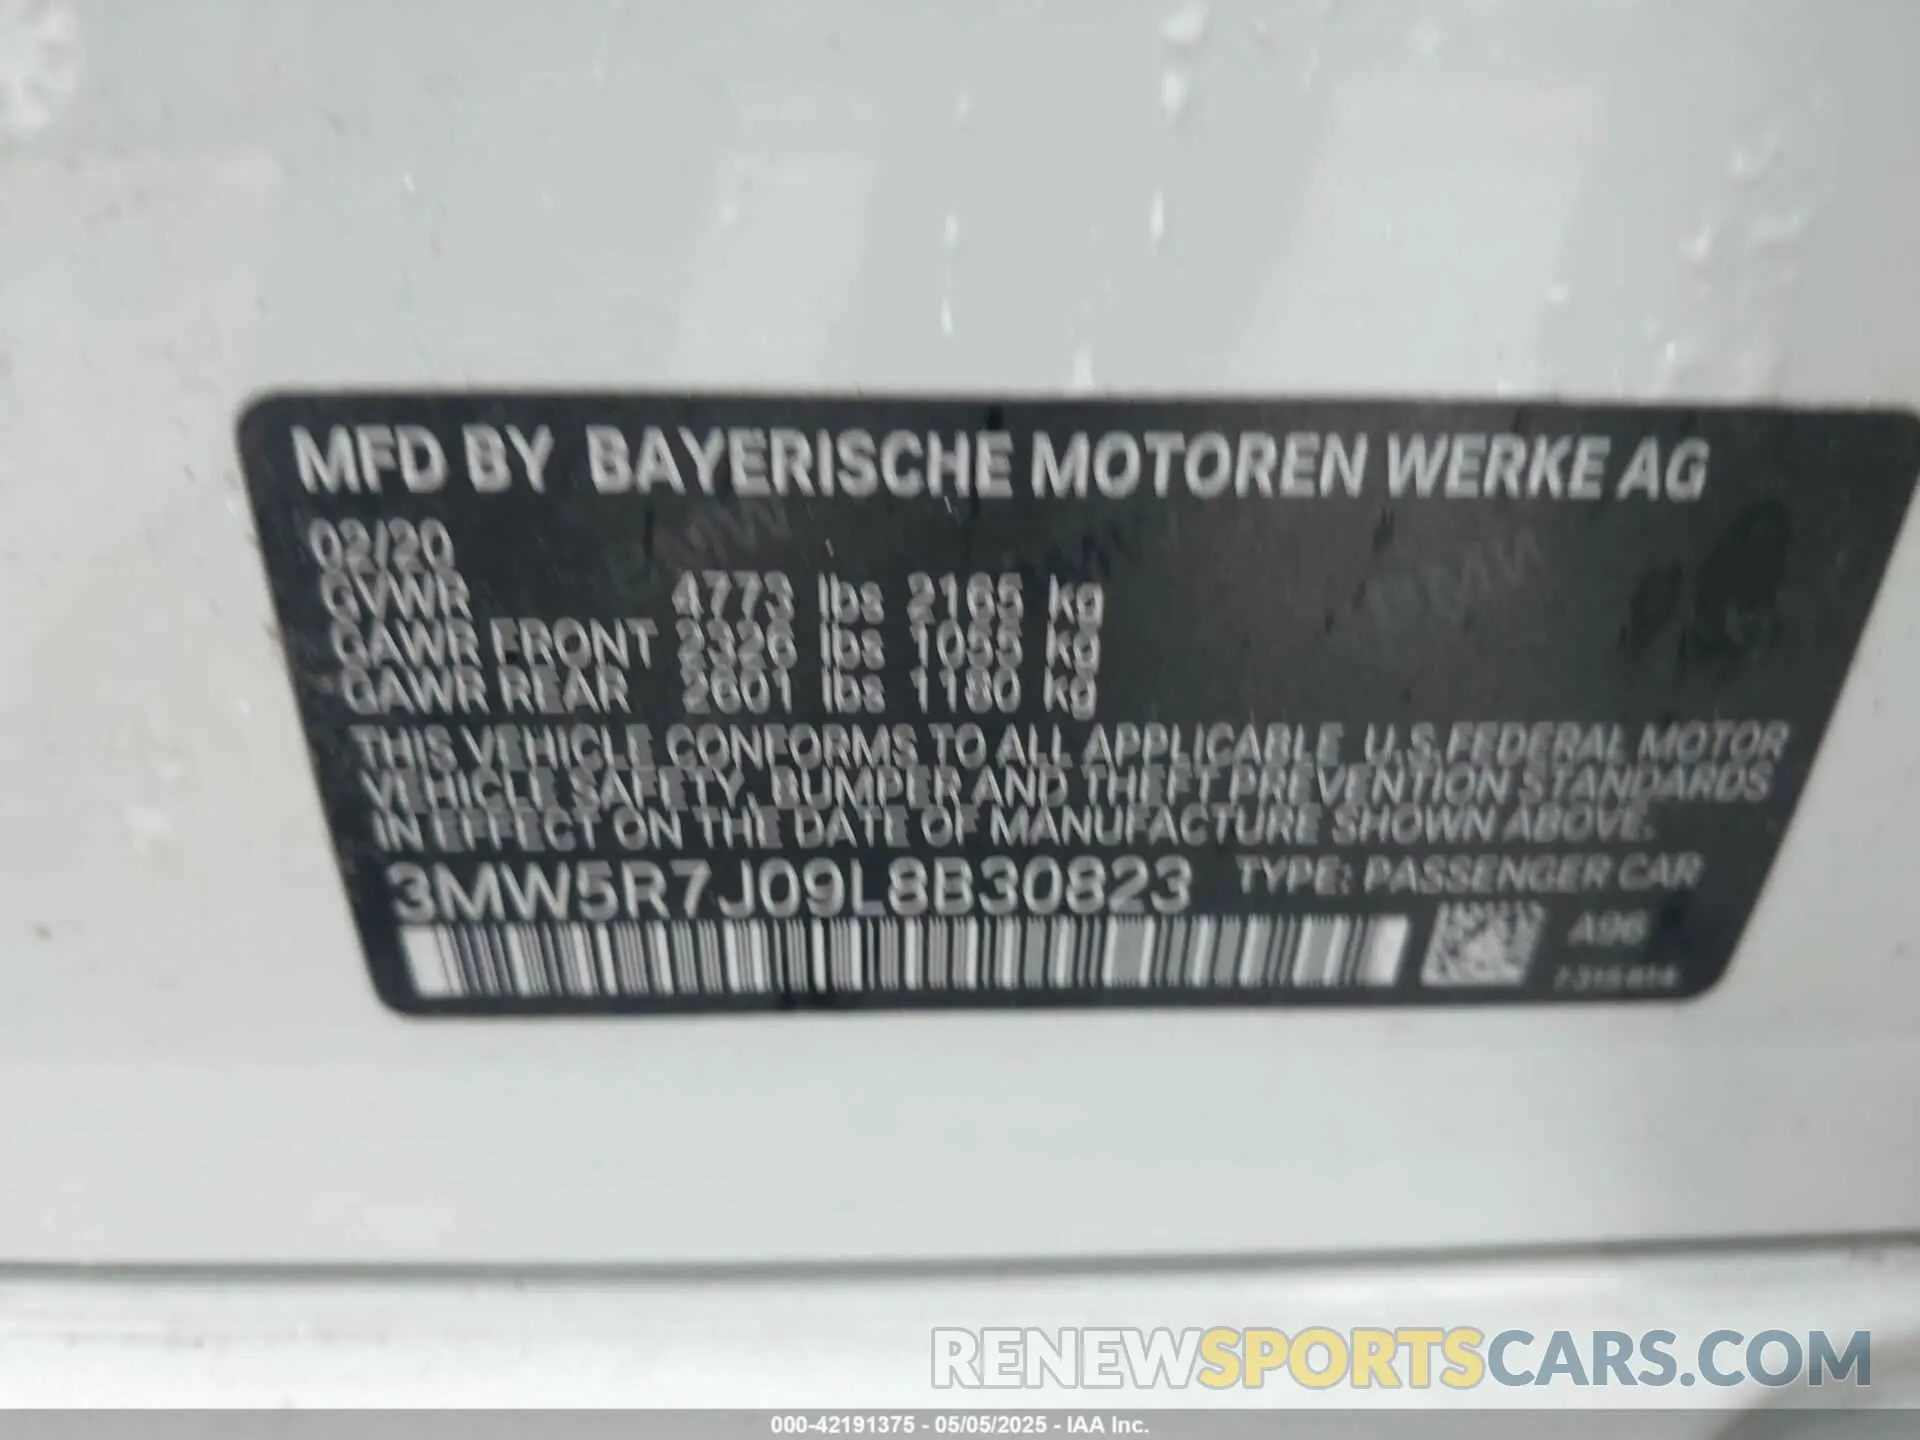 MFD BY BAYERISCHE MOTOREN WERKE AG
02/20
GVWR 4773 lbs 2165 kg
GAWR FRONT 2326 lbs 1055 kg
GAWR REAR 2601 lbs 1180 kg
THIS VEHICLE CONFORMS TO ALL APPLICABLE U.S.FEDERAL MOTOR
VEHICLE SAFETY, BUMPER AND THEFT PREVENTION STANDARDS
IN EFFECT ON THE DATE OF MANUFACTURE SHOWN ABOVE.
3MW5R7J09L8B30823 TYPE: PASSENGER CAR
A96
RENEWSPORTSCARS.COM
000-42191375 - 05/05/2025 - IAA Inc.